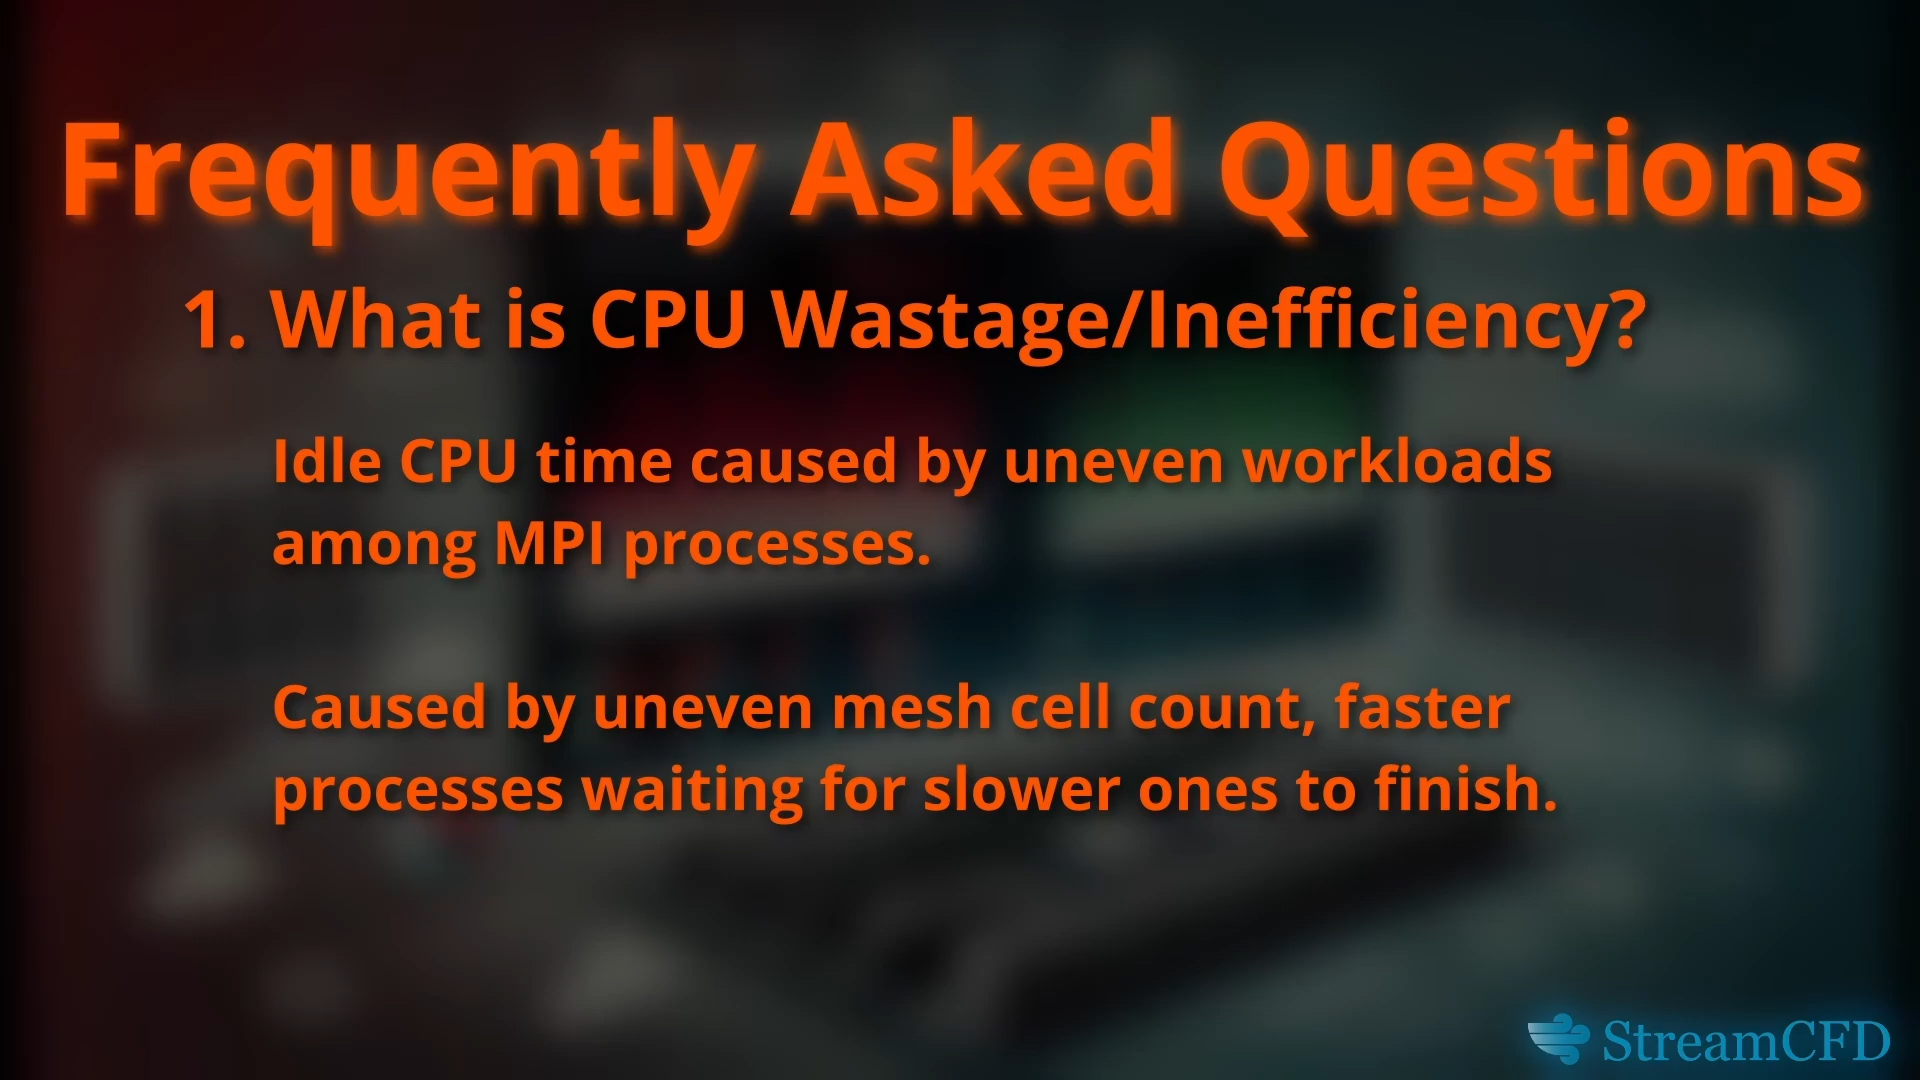 Frequently Asked Questions
1. What is CPU Wastage/Inefficiency?
Idle CPU time caused by uneven workloads
among MPI processes.
Caused by uneven mesh cell count, faster
processes waiting for slower ones to finish.
StreamCFD